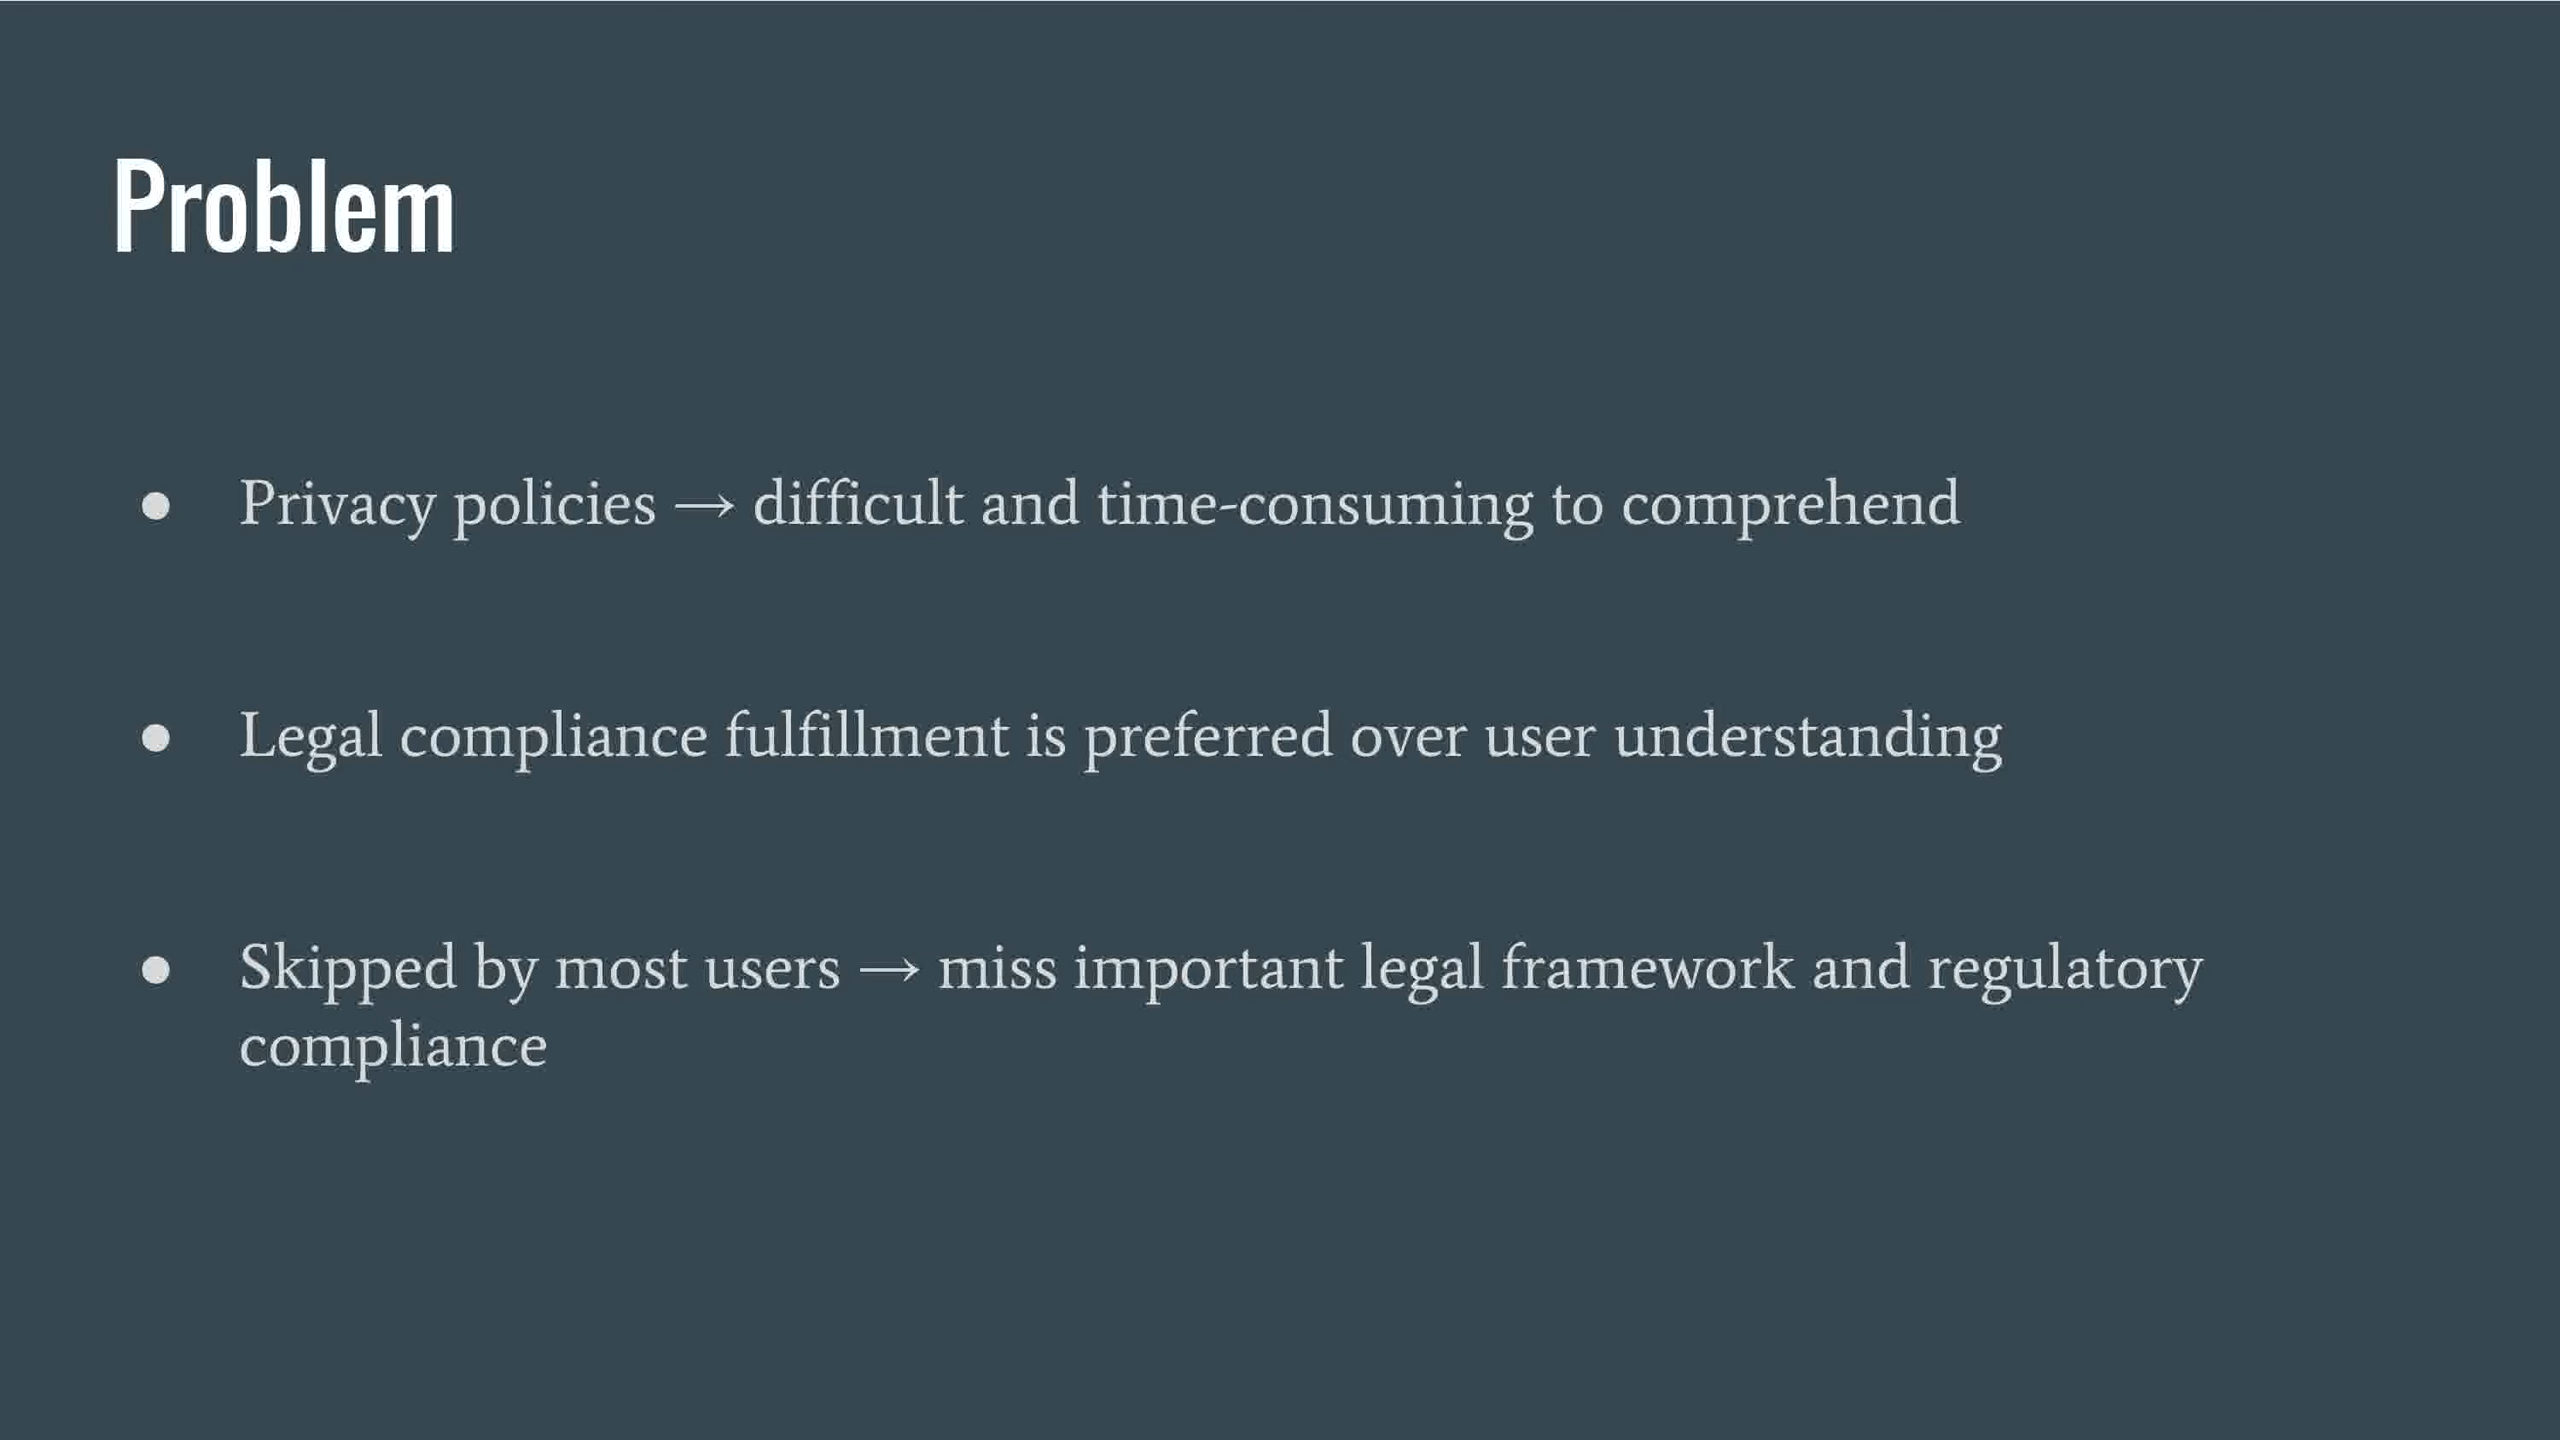 Problem
● Privacy policies → difficult and time-consuming to comprehend
● Legal compliance fulfillment is preferred over user understanding
● Skipped by most users → miss important legal framework and regulatory
compliance